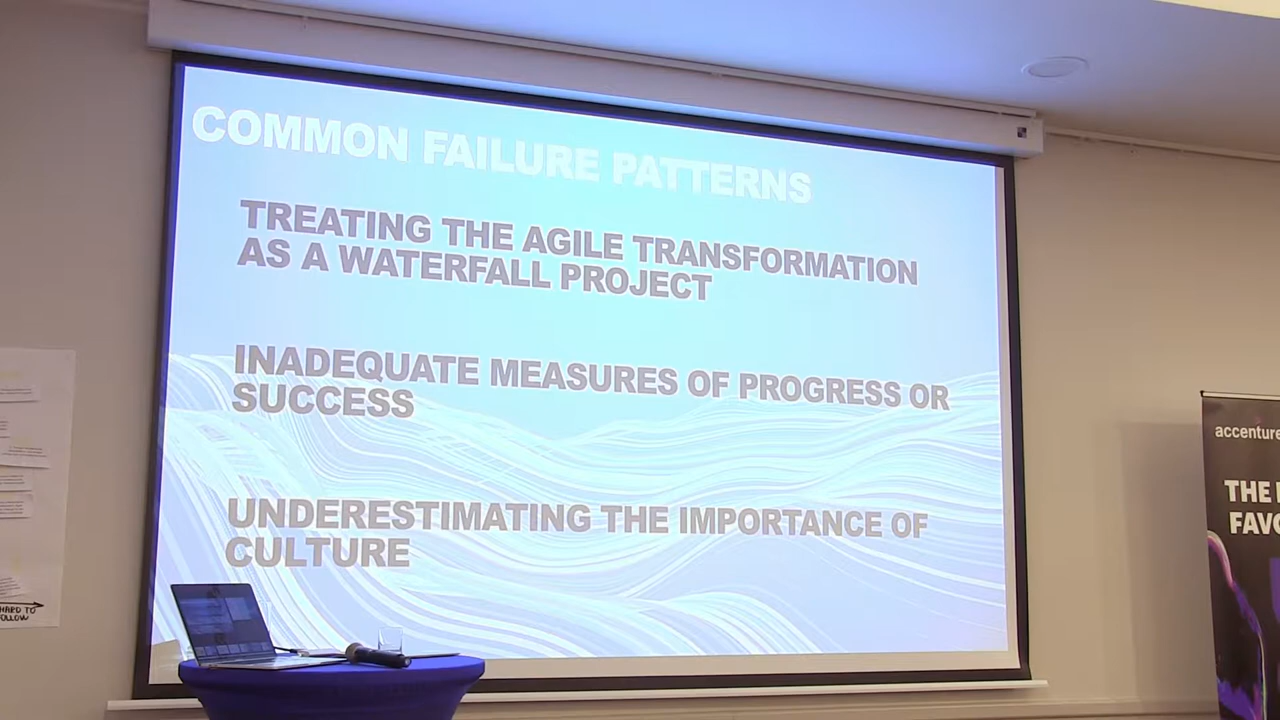 COMMON FAILURE PATTERNS
TREATING THE AGILE TRANSFORMATION
AS A WATERFALL PROJECT
INADEQUATE MEASURES OF PROGRESS OR
SUCCESS
UNDERESTIMATING THE IMPORTANCE OF
CULTURE
HARD TO
FOLLOW
accenture
THE